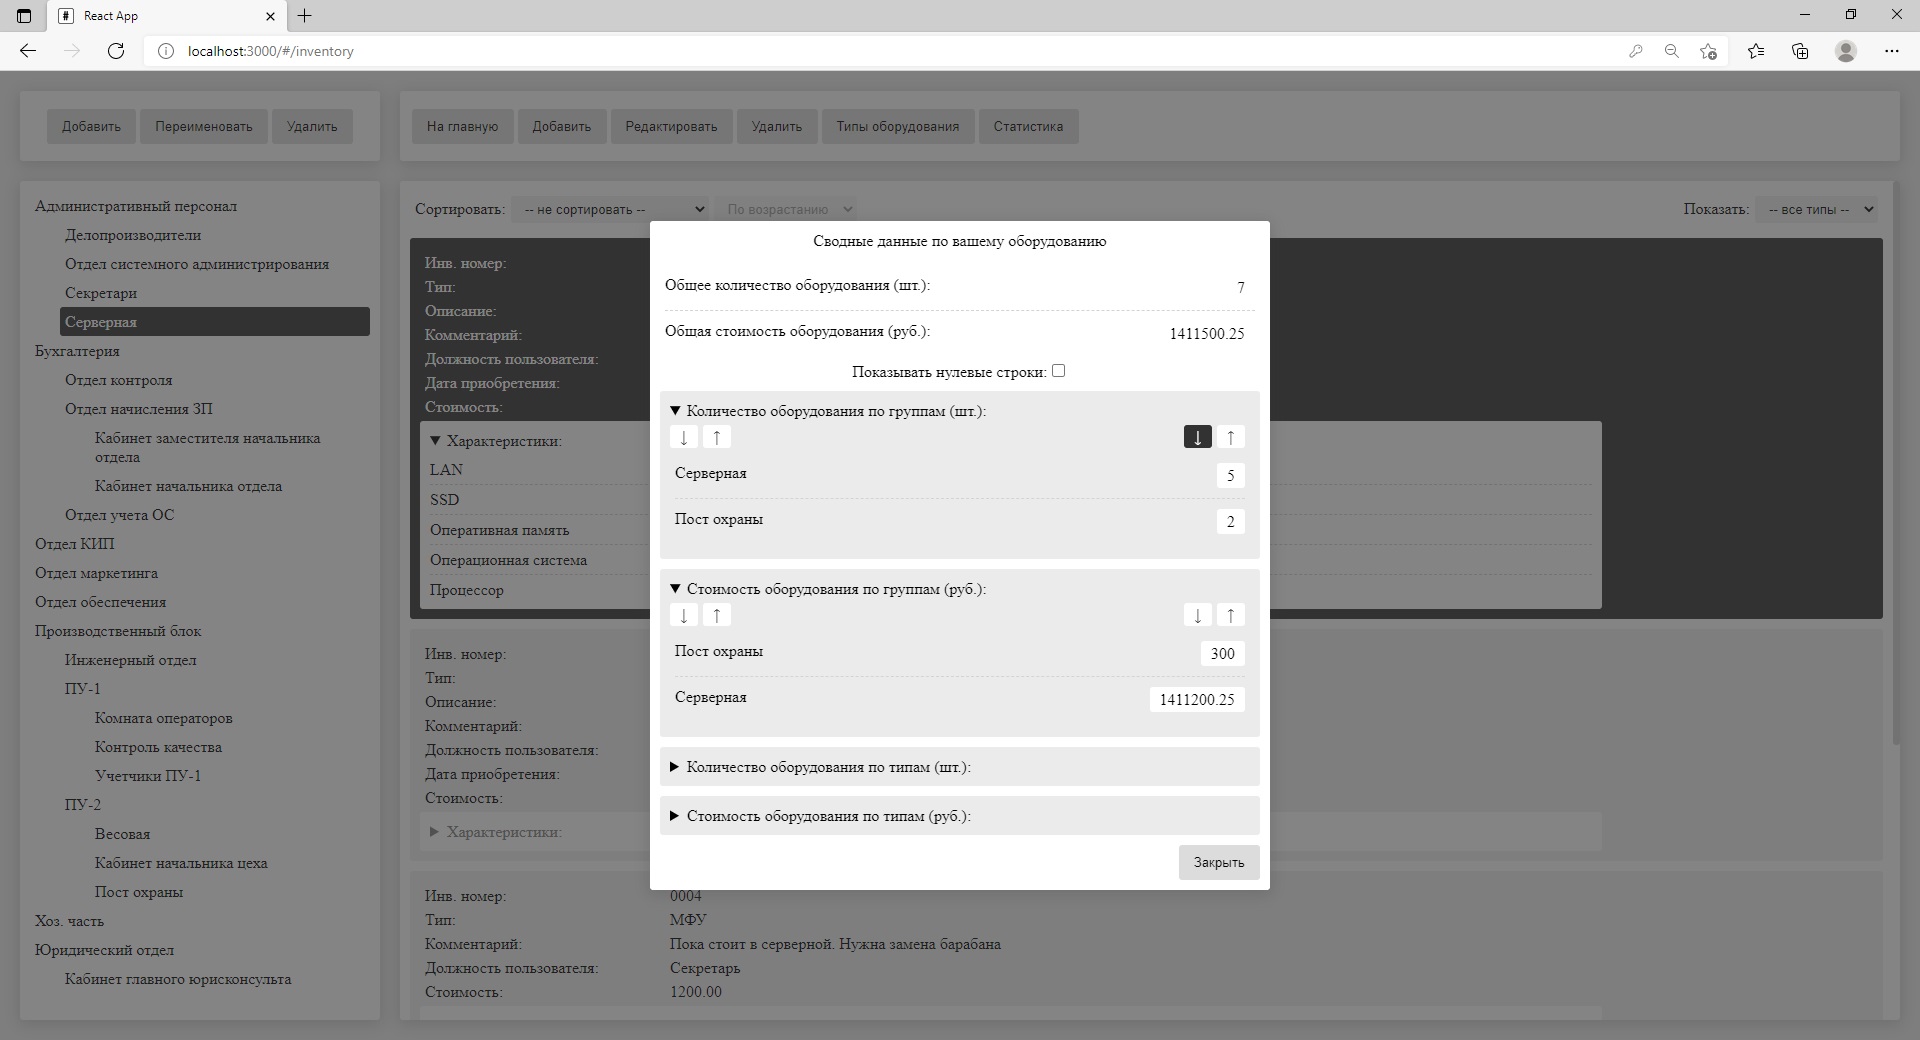 React App
localhost:3000/#/inventory
Добавить Переименовать Удалить
На главную Добавить Редактировать Удалить Типы оборудования Статистика
Административный персонал
Делопроизводители
Отдел системного администрирования
Секретари
Серверная
Бухгалтерия
Отдел контроля
Отдел начисления ЗП
Кабинет заместителя начальника
отдела
Кабинет начальника отдела
Отдел учета ОС
Отдел КИП
Отдел маркетинга
Отдел обеспечения
Производственный блок
Инженерный отдел
ПУ-1
Комната операторов
Контроль качества
Учетчики ПУ-1
ПУ-2
Весовая
Кабинет начальника цеха
Пост охраны
Хоз. часть
Юридический отдел
Кабинет главного юрисконсульта
Сортировать: -- не сортировать -- По возрастанию Показать: -- все типы --
Инв. номер:
Тип:
Описание:
Комментарий:
Должность пользователя:
Дата приобретения:
Стоимость:
▼ Характеристики:
LAN
SSD
Оперативная память
Операционная система
Процессор
Инв. номер:
Тип:
Описание:
Комментарий:
Должность пользователя:
Дата приобретения:
Стоимость:
▶ Характеристики:
Инв. номер: 0004
Тип: МФУ
Комментарий: Пока стоит в серверной. Нужна замена барабана
Должность пользователя: Секретарь
Стоимость: 1200.00
Сводные данные по вашему оборудованию
Общее количество оборудования (шт.): 7
Общая стоимость оборудования (руб.): 1411500.25
Показывать нулевые строки:
▼ Количество оборудования по группам (шт.):
↓ ↑ ↓ ↑
Серверная 5
Пост охраны 2
▼ Стоимость оборудования по группам (руб.):
↓ ↑ ↓ ↑
Пост охраны 300
Серверная 1411200.25
▶ Количество оборудования по типам (шт.):
▶ Стоимость оборудования по типам (руб.):
Закрыть